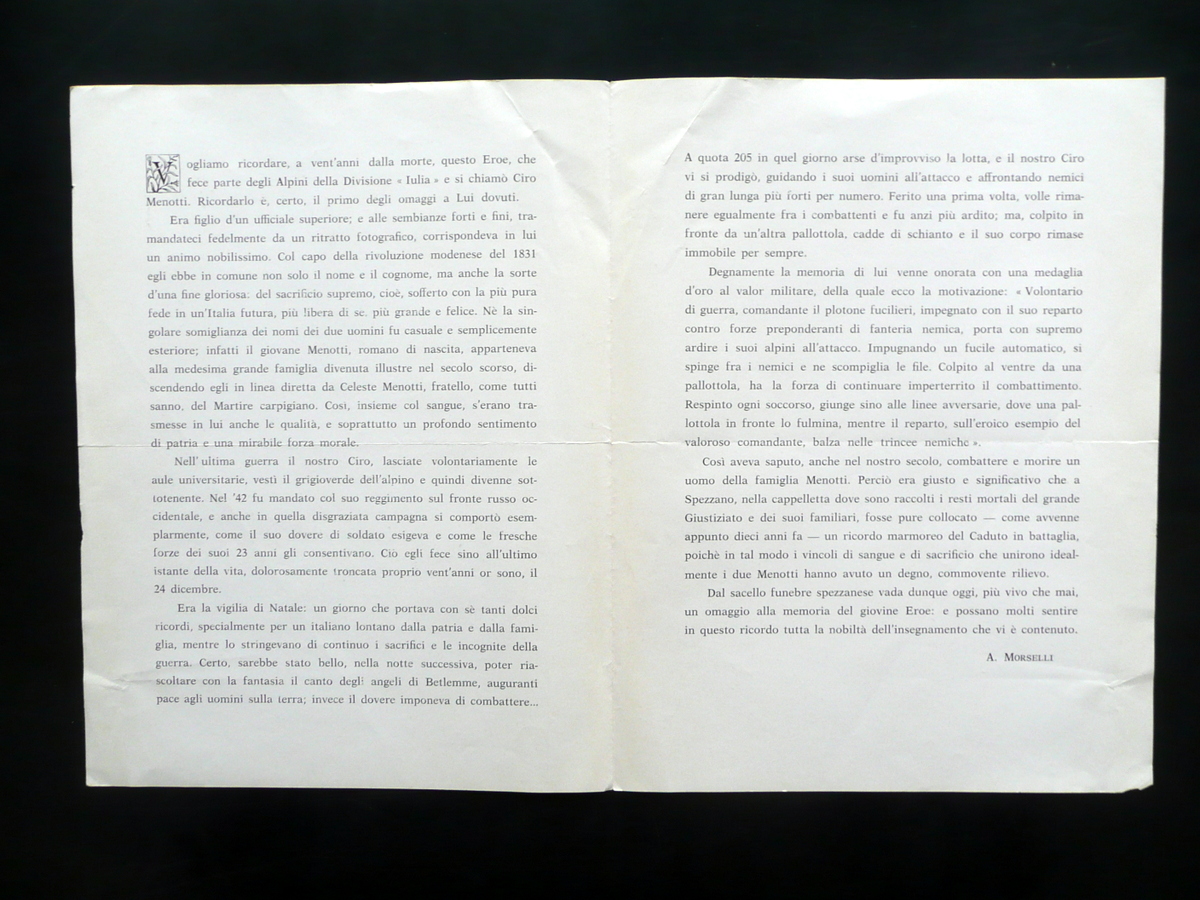 Vogliamo ricordare, a vent'anni dalla morte, questo Eroe, che
fece parte degli Alpini della Divisione « Iulia » e si chiamò Ciro
Menotti. Ricordarlo è, certo, il primo degli omaggi a Lui dovuti.
Era figlio d'un ufficiale superiore; e alle sembianze forti e fini, tra-
mandateci fedelmente da un ritratto fotografico, corrispondeva in lui
un animo nobilissimo. Col capo della rivoluzione modenese del 1831
egli ebbe in comune non solo il nome e il cognome, ma anche la sorte
d'una fine gloriosa: del sacrificio supremo, cioè, sofferto con la più pura
fede in un'Italia futura, più libera di sé, più grande e felice. Nè la sin-
golare somiglianza dei nomi dei due uomini fu casuale e semplicemente
esteriore; infatti il giovane Menotti, romano di nascita, apparteneva
alla medesima grande famiglia divenuta illustre nel secolo scorso, di-
scendendo egli in linea diretta da Celeste Menotti, fratello, come tutti
sanno, del Martire carpigiano. Così, insieme col sangue, s'erano tra-
smesse in lui anche le qualità, e soprattutto un profondo sentimento
di patria e una mirabile forza morale.
Nell'ultima guerra il nostro Ciro, lasciate volontariamente le
aule universitarie, vestì il grigioverde dell'alpino e quindi divenne sot-
totenente. Nel '42 fu mandato col suo reggimento sul fronte russo oc-
cidentale, e anche in quella disgraziata campagna si comportò esem-
plarmente, come il suo dovere di soldato esigeva e come le fresche
forze dei suoi 23 anni gli consentivano. Ciò egli fece sino all'ultimo
istante della vita, dolorosamente troncata proprio vent'anni or sono, il
24 dicembre.
Era la vigilia di Natale: un giorno che portava con sè tanti dolci
ricordi, specialmente per un italiano lontano dalla patria e dalla fami-
glia, mentre lo stringevano di continuo i sacrifici e le incognite della
guerra. Certo, sarebbe stato bello, nella notte successiva, poter ria-
scoltare con la fantasia il canto degli angeli di Betlemme, auguranti
pace agli uomini sulla terra; invece il dovere imponeva di combattere...
A quota 205 in quel giorno arse d'improvviso la lotta, e il nostro Ciro
vi si prodigò, guidando i suoi uomini all'attacco e affrontando nemici
di gran lunga più forti per numero. Ferito una prima volta, volle rima-
nere egualmente fra i combattenti e fu anzi più ardito; ma, colpito in
fronte da un'altra pallottola, cadde di schianto e il suo corpo rimase
immobile per sempre.
Degnamente la memoria di lui venne onorata con una medaglia
d'oro al valor militare, della quale ecco la motivazione: « Volontario
di guerra, comandante il plotone fucilieri, impegnato con il suo reparto
contro forze preponderanti di fanteria nemica, porta con supremo
ardire i suoi alpini all'attacco. Impugnando un fucile automatico, si
spinge fra i nemici e ne scompiglia le file. Colpito al ventre da una
pallottola, ha la forza di continuare imperterrito il combattimento.
Respinto ogni soccorso, giunge sino alle linee avversarie, dove una pal-
lottola in fronte lo fulmina, mentre il reparto, sull'eroico esempio del
valoroso comandante, balza nelle trincee nemiche ».
Così aveva saputo, anche nel nostro secolo, combattere e morire un
uomo della famiglia Menotti. Perciò era giusto e significativo che a
Spezzano, nella cappelletta dove sono raccolti i resti mortali del grande
Giustiziato e dei suoi familiari, fosse pure collocato — come avvenne
appunto dieci anni fa — un ricordo marmoreo del Caduto in battaglia,
poichè in tal modo i vincoli di sangue e di sacrificio che unirono ideal-
mente i due Menotti hanno avuto un degno, commovente rilievo.
Dal sacello funebre spezzanese vada dunque oggi, più vivo che mai,
un omaggio alla memoria del giovine Eroe: e possano molti sentire
in questo ricordo tutta la nobiltà dell'insegnamento che vi è contenuto.
A. Morselli